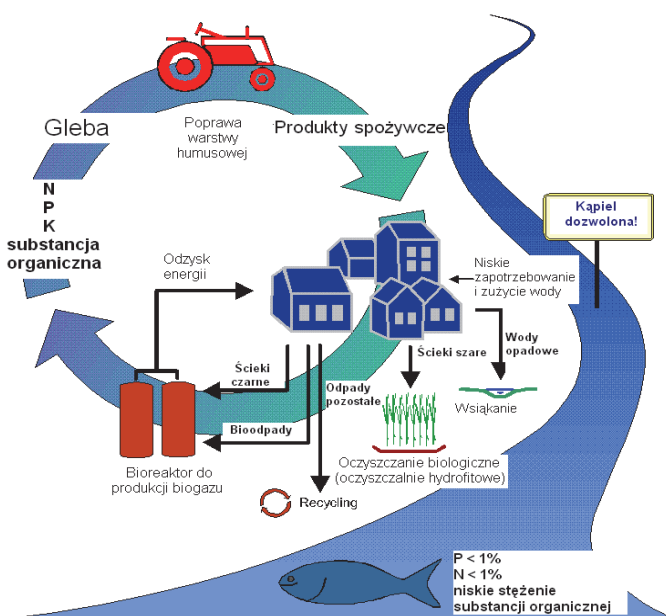 Gleba
Poprawa
warstwy
humusowej
Produkty spożywcze
N
P
K
substancja
organiczna
Kąpiel
dozwolona!
Odzysk
energii
Niskie
zapotrzebowanie
i zużycie wody
Ścieki
czarne
Ścieki szare
Wody
opadowe
Odpady
pozostałe
Wsiąkanie
Bioodpady
Bioreaktor do
produkcji biogazu
Oczyszczanie biologiczne
(oczyszczalnie hydrofitowe)
Recycling
P < 1%
N < 1%
niskie stężenie
substancji organicznej